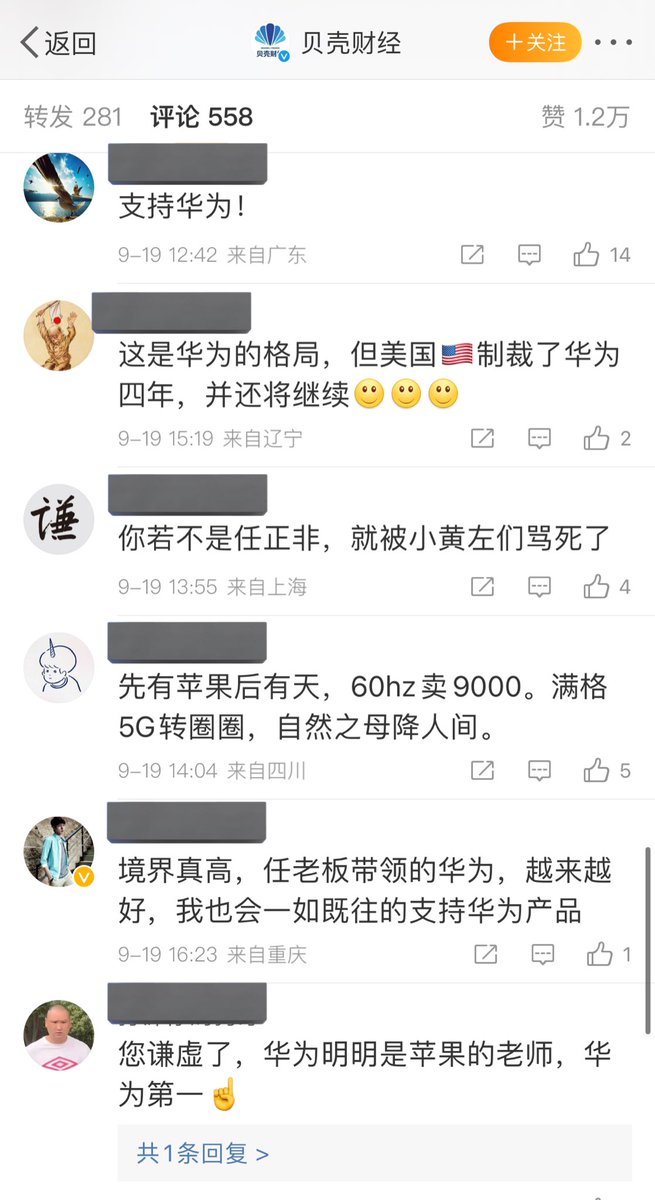 返回
贝壳财经
贝壳财经
+关注
转发 281 评论 558 赞 1.2万
支持华为！
9-19 12:42 来自广东 14
这是华为的格局，但美国🇺🇸制裁了华为
四年，并还将继续🙂🙂🙂
9-19 15:19 来自辽宁 2
谦
你若不是任正非，就被小黄左们骂死了
9-19 13:55 来自上海 4
先有苹果后有天，60hz卖9000。满格
5G转圈圈，自然之母降人间。
9-19 14:04 来自四川 5
境界真高，任老板带领的华为，越来越
好，我也会一如既往的支持华为产品
9-19 16:23 来自重庆 1
您谦虚了，华为明明是苹果的老师，华
为第一☝️
共1条回复 >